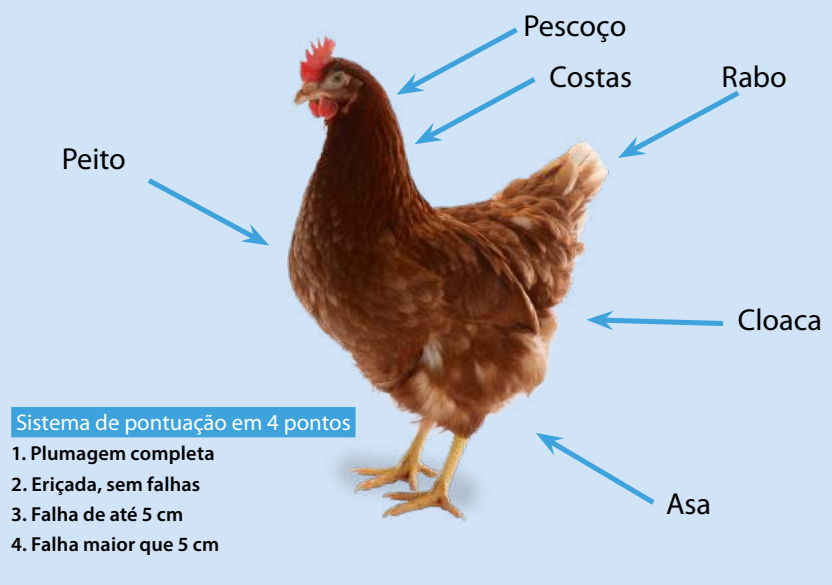 Pescoço
Costas
Rabo
Peito
Cloaca
Sistema de pontuação em 4 pontos
1. Plumagem completa
2. Eriçada, sem falhas
3. Falha de até 5 cm
4. Falha maior que 5 cm
Asa